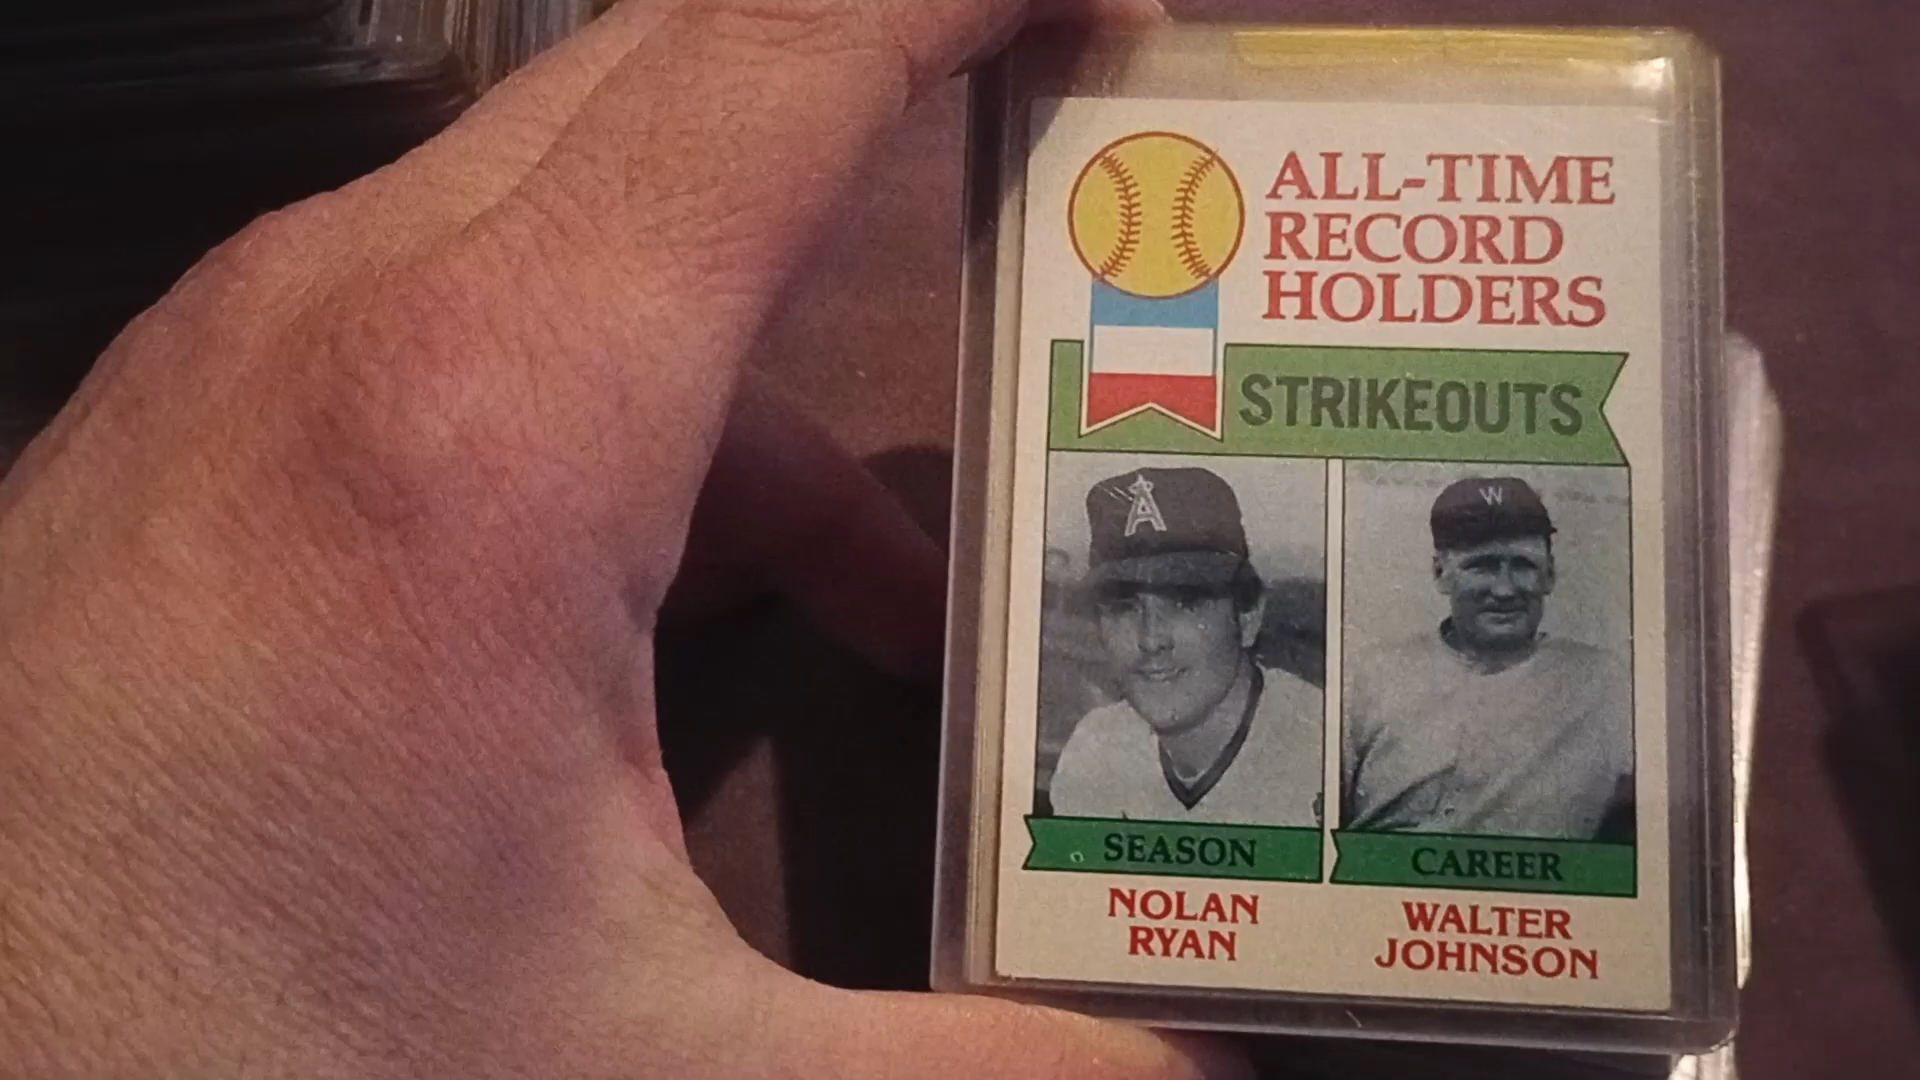 ALL-TIME
RECORD
HOLDERS
STRIKEOUTS
A
W
SEASON
CAREER
NOLAN
RYAN
WALTER
JOHNSON